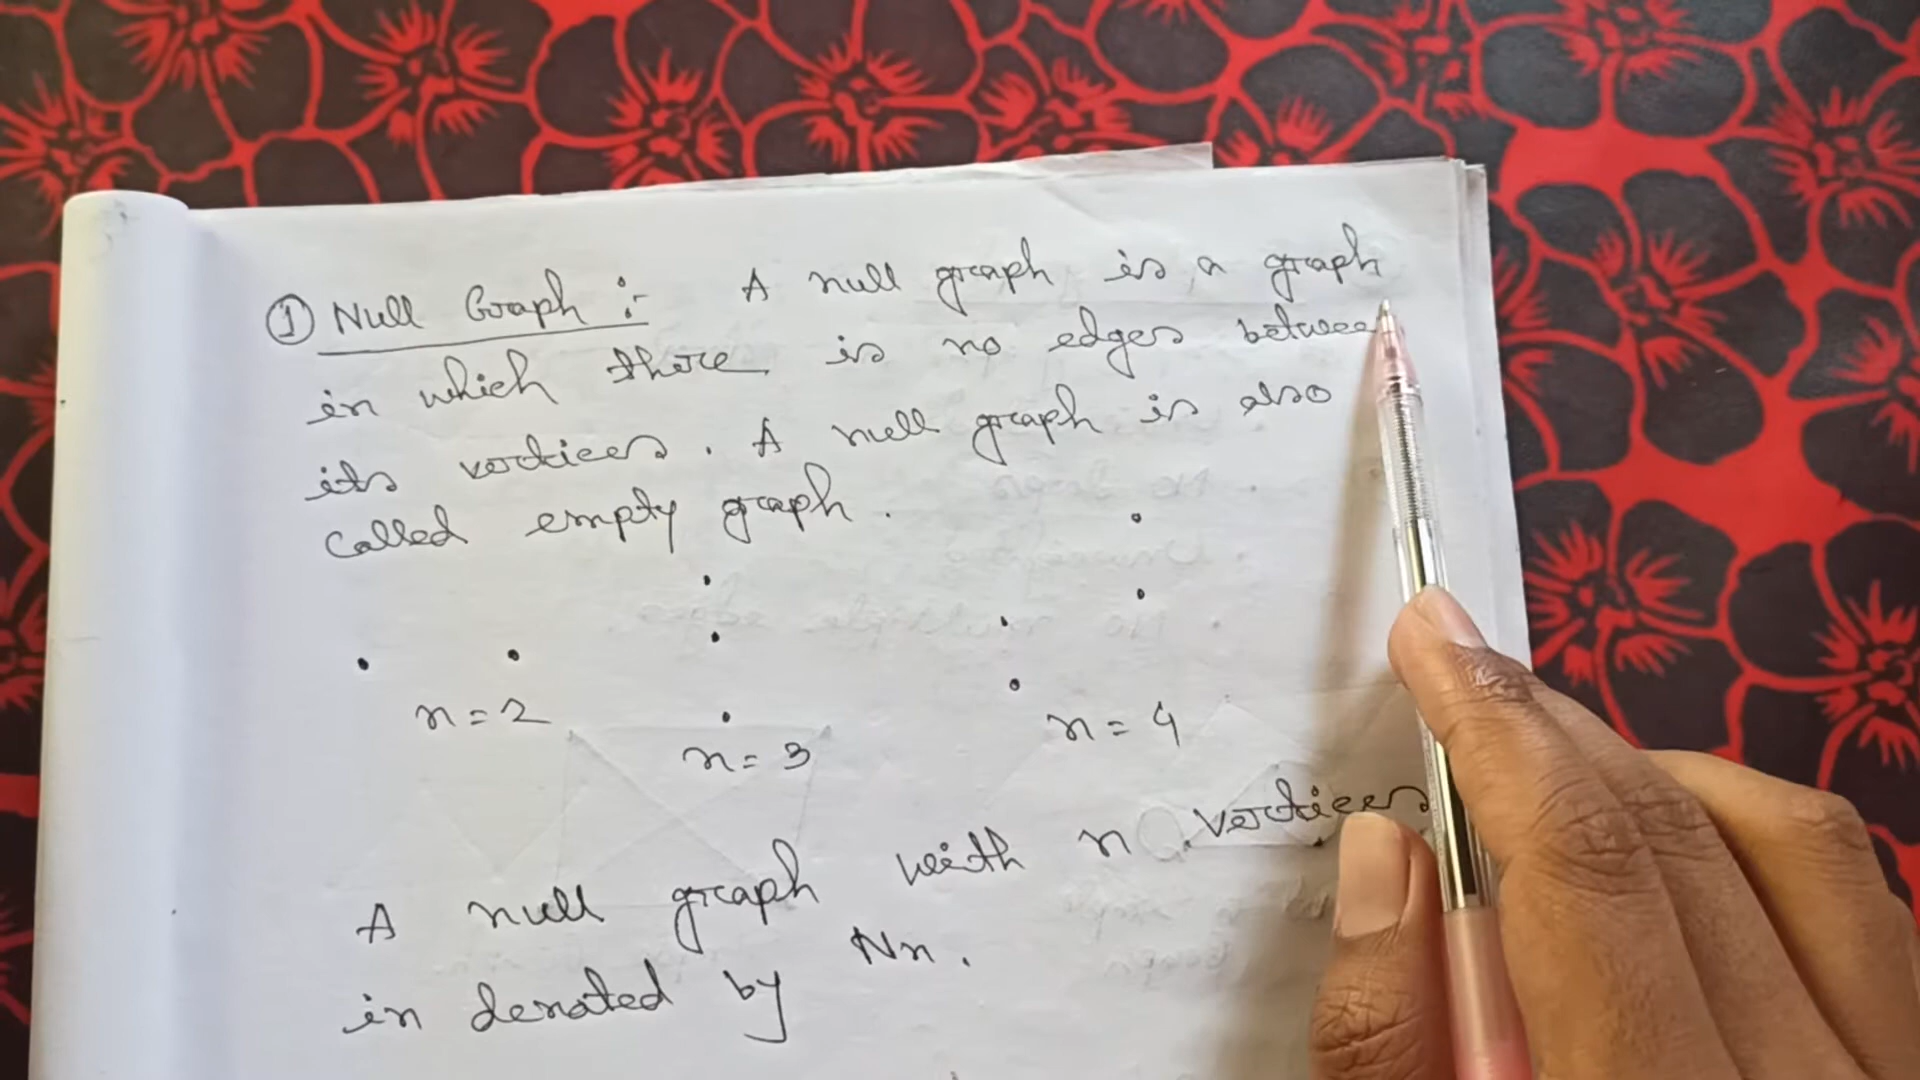 ① Null Graph :- A null graph is a graph
in which there is no edges between
its vertices. A null graph is also
called empty graph.
n = 2
n = 3
n = 4
A null graph with n vertices
is denoted by Nn.